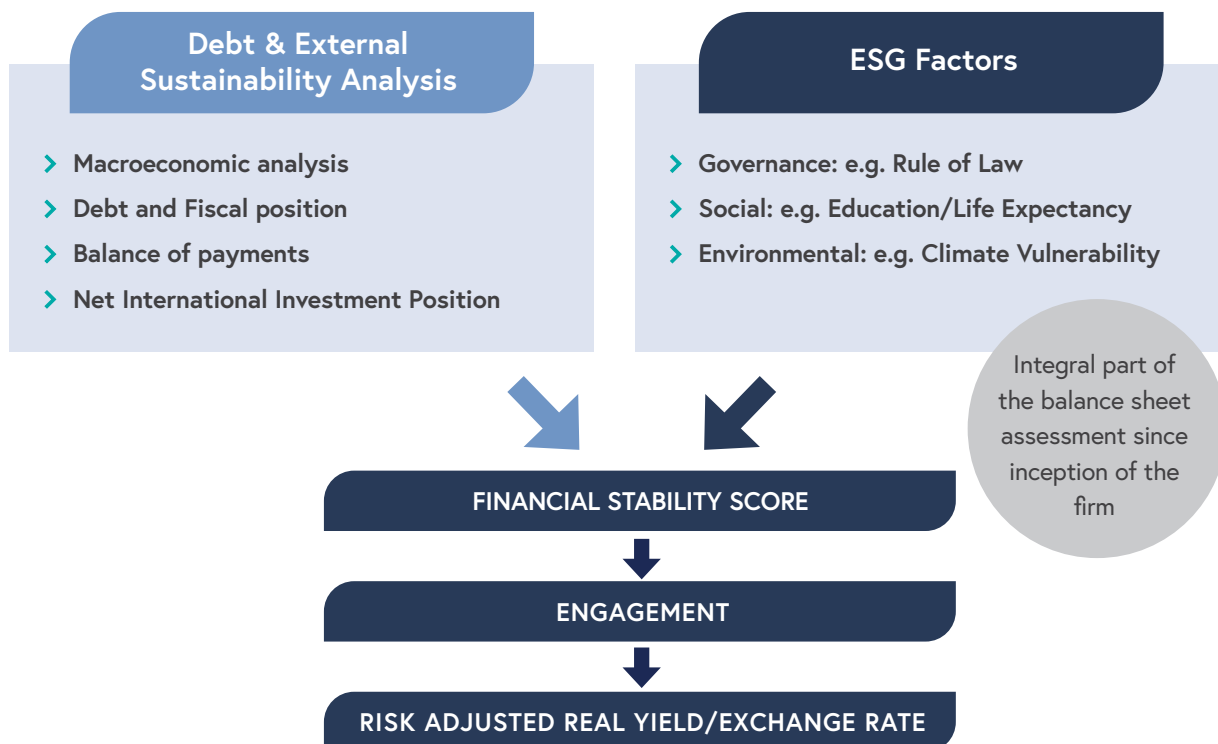 Debt & External
Sustainability Analysis
Macroeconomic analysis
Debt and Fiscal position
Balance of payments
Net International Investment Position
ESG Factors
Governance: e.g. Rule of Law
Social: e.g. Education/Life Expectancy
Environmental: e.g. Climate Vulnerability
Integral part of
the balance sheet
assessment since
inception of the
firm
FINANCIAL STABILITY SCORE
ENGAGEMENT
RISK ADJUSTED REAL YIELD/EXCHANGE RATE